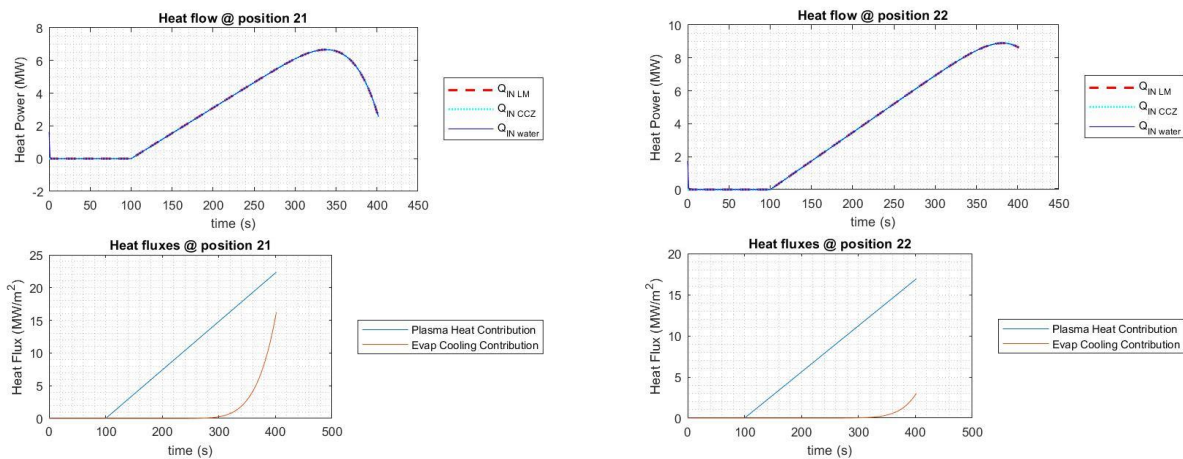 Heat flow @ position 21
Heat Power (MW)
8
6
4
2
0
-2
0 50 100 150 200 250 300 350 400 450
time (s)
Q_IN LM
Q_IN CCZ
Q_IN water
Heat flow @ position 22
Heat Power (MW)
10
8
6
4
2
0
0 50 100 150 200 250 300 350 400 450
time (s)
Q_IN LM
Q_IN CCZ
Q_IN water
Heat fluxes @ position 21
Heat Flux (MW/m²)
25
20
15
10
5
0
0 100 200 300 400 500
time (s)
Plasma Heat Contribution
Evap Cooling Contribution
Heat fluxes @ position 22
Heat Flux (MW/m²)
20
15
10
5
0
0 100 200 300 400 500
time (s)
Plasma Heat Contribution
Evap Cooling Contribution